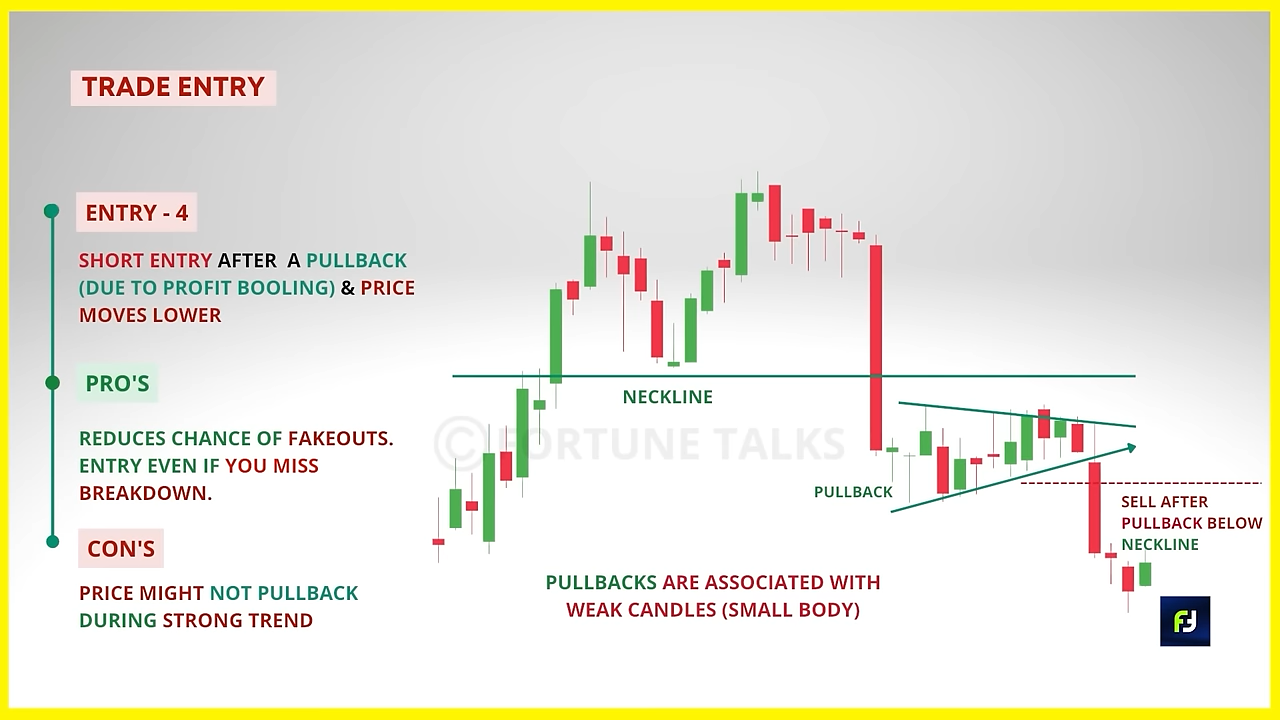 TRADE ENTRY
ENTRY - 4
SHORT ENTRY AFTER A PULLBACK
(DUE TO PROFIT BOOLING) & PRICE
MOVES LOWER
PRO'S
REDUCES CHANCE OF FAKEOUTS.
ENTRY EVEN IF YOU MISS
BREAKDOWN.
CON'S
PRICE MIGHT NOT PULLBACK
DURING STRONG TREND
NECKLINE
© FORTUNE TALKS
PULLBACK
SELL AFTER
PULLBACK BELOW
NECKLINE
PULLBACKS ARE ASSOCIATED WITH
WEAK CANDLES (SMALL BODY)